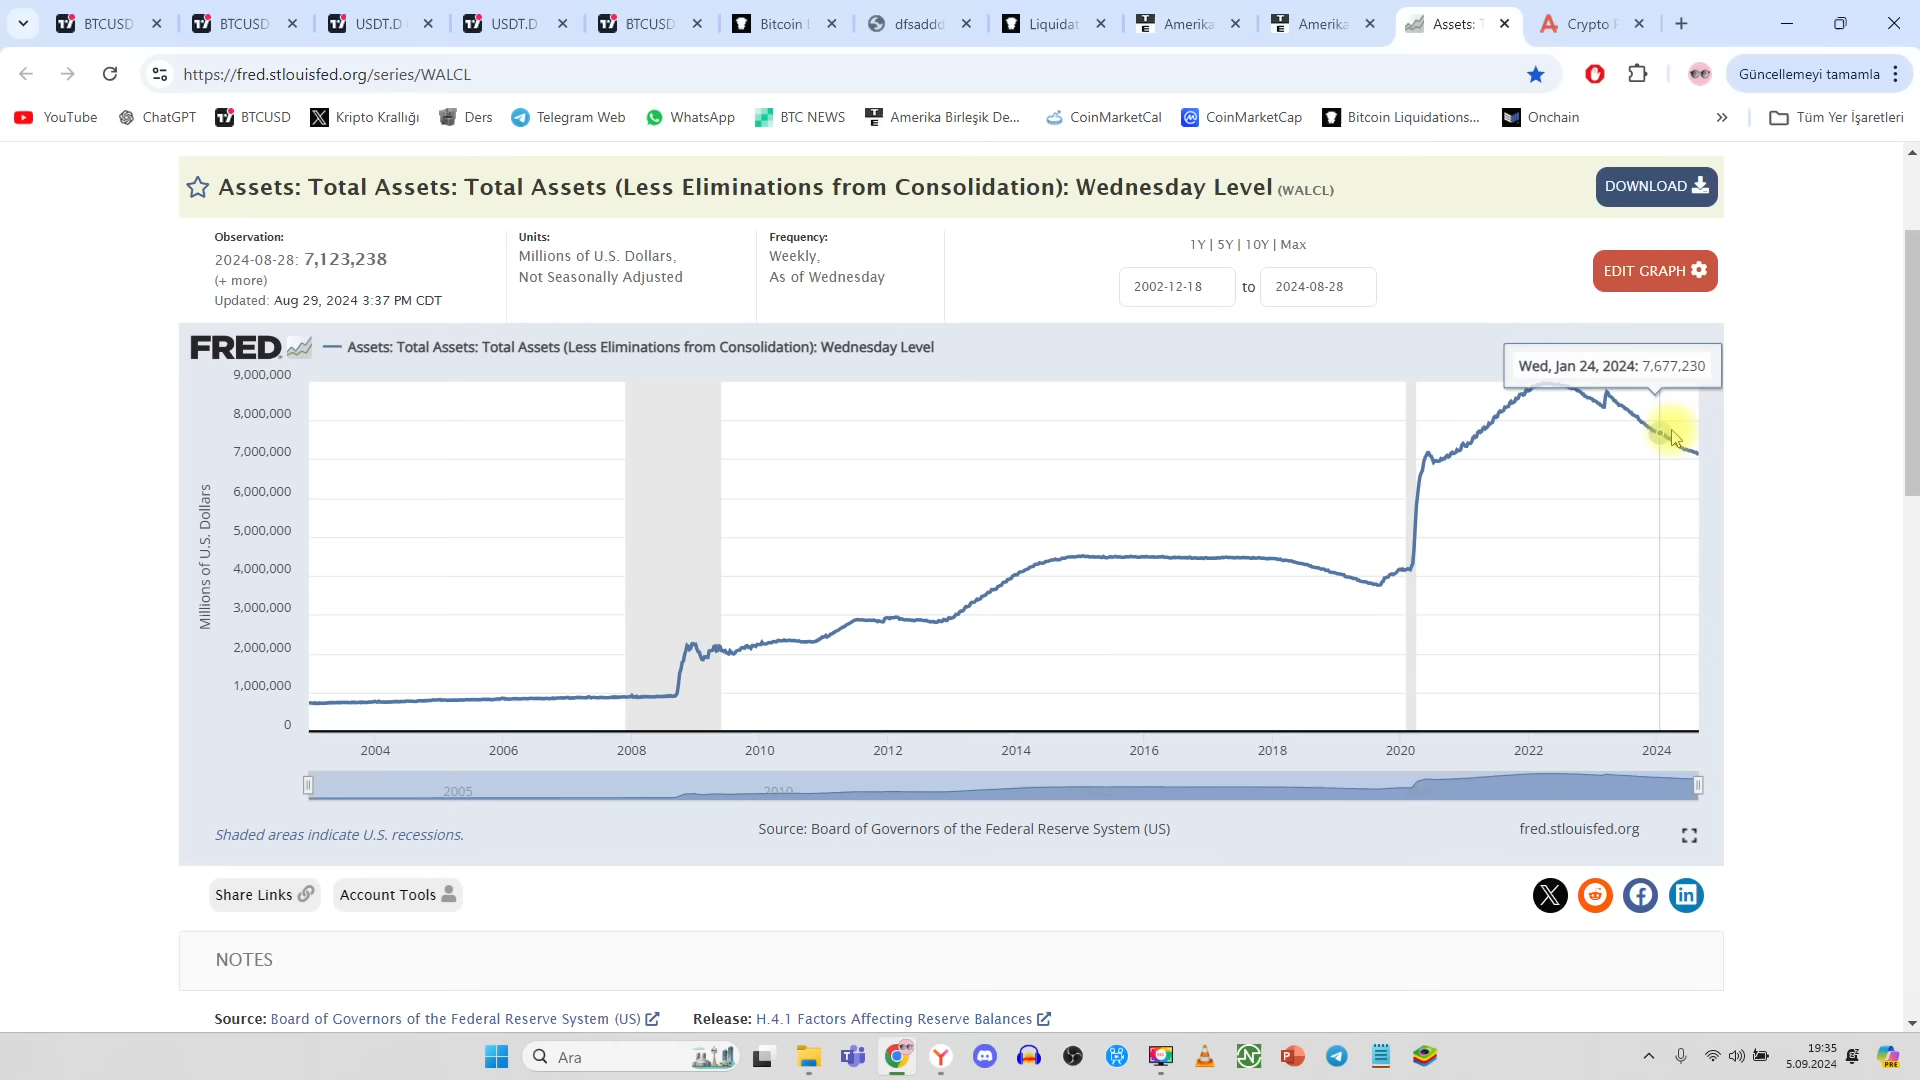 BTCUSD
BTCUSD
USDT.D
USDT.D
BTCUSD
Bitcoin L
dfsaddd
Liquidat
Amerika
Amerika
Assets: T
Crypto F
https://fred.stlouisfed.org/series/WALCL
Güncellemeyi tamamla
YouTube
ChatGPT
BTCUSD
Kripto Krallığı
Ders
Telegram Web
WhatsApp
BTC NEWS
Amerika Birleşik De...
CoinMarketCal
CoinMarketCap
Bitcoin Liquidations...
Onchain
Tüm Yer İşaretleri
Assets: Total Assets: Total Assets (Less Eliminations from Consolidation): Wednesday Level (WALCL)
DOWNLOAD
Observation:
2024-08-28: 7,123,238
(+ more)
Updated: Aug 29, 2024 3:37 PM CDT
Units:
Millions of U.S. Dollars,
Not Seasonally Adjusted
Frequency:
Weekly,
As of Wednesday
1Y | 5Y | 10Y | Max
2002-12-18 to 2024-08-28
EDIT GRAPH
FRED
Assets: Total Assets: Total Assets (Less Eliminations from Consolidation): Wednesday Level
Wed, Jan 24, 2024: 7,677,230
9,000,000
8,000,000
7,000,000
6,000,000
5,000,000
4,000,000
3,000,000
2,000,000
1,000,000
0
Millions of U.S. Dollars
2004 2006 2008 2010 2012 2014 2016 2018 2020 2022 2024
2005 2010
Shaded areas indicate U.S. recessions.
Source: Board of Governors of the Federal Reserve System (US)
fred.stlouisfed.org
Share Links
Account Tools
NOTES
Source: Board of Governors of the Federal Reserve System (US)
Release: H.4.1 Factors Affecting Reserve Balances
Ara
19:35
5.09.2024